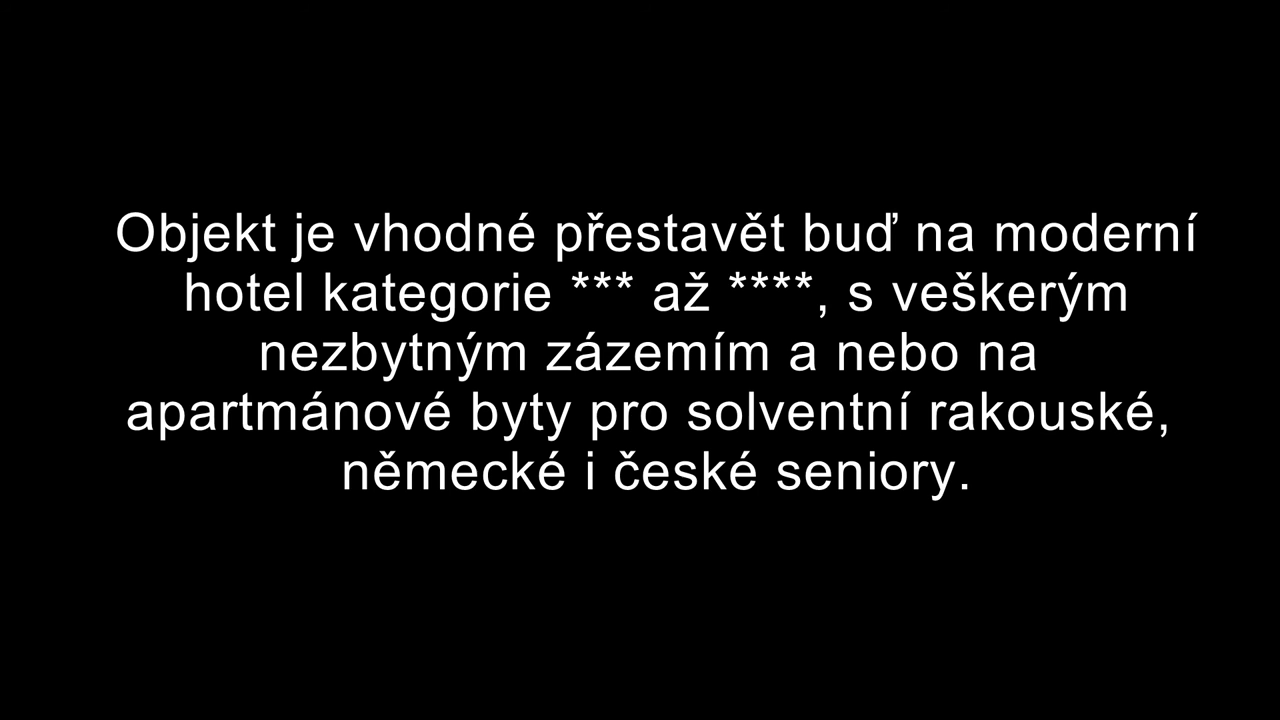 Objekt je vhodné přestavět buď na moderní
hotel kategorie *** až ****, s veškerým
nezbytným zázemím a nebo na
apartmánové byty pro solventní rakouské,
německé i české seniory.